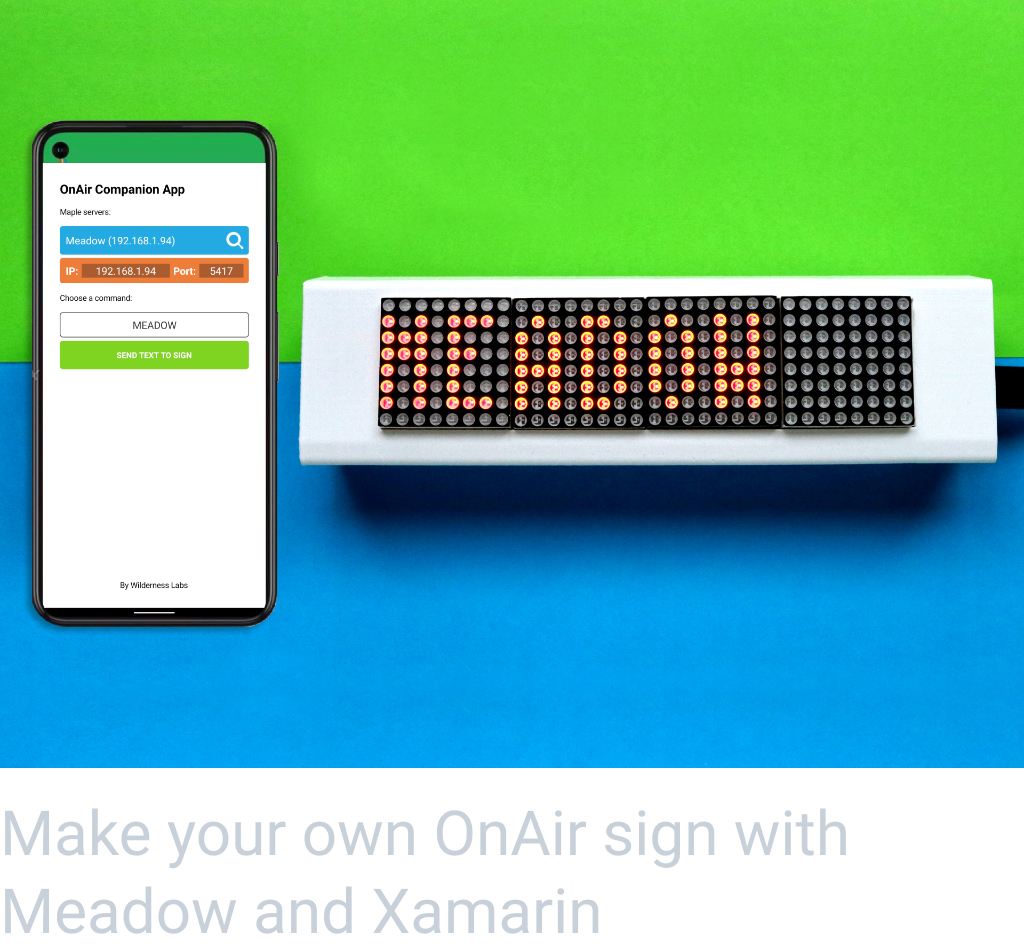 OnAir Companion App
Maple servers:
Meadow (192.168.1.94)
IP: 192.168.1.94 Port: 5417
Choose a command:
MEADOW
SEND TEXT TO SIGN
MEADOW
By Wilderness Labs
Make your own OnAir sign with
Meadow and Xamarin